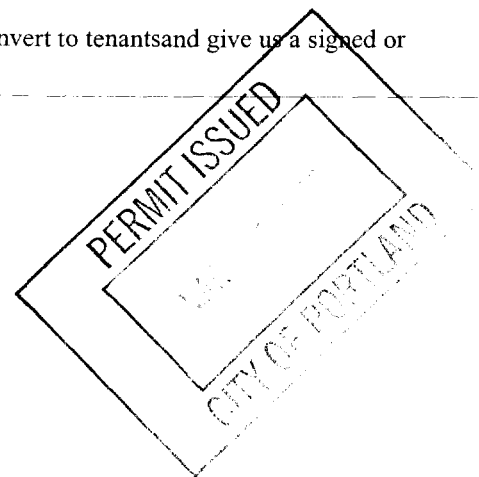 nvert to tenantsand give us a signed or
PERMIT ISSUED
CITY OF PORTLAND